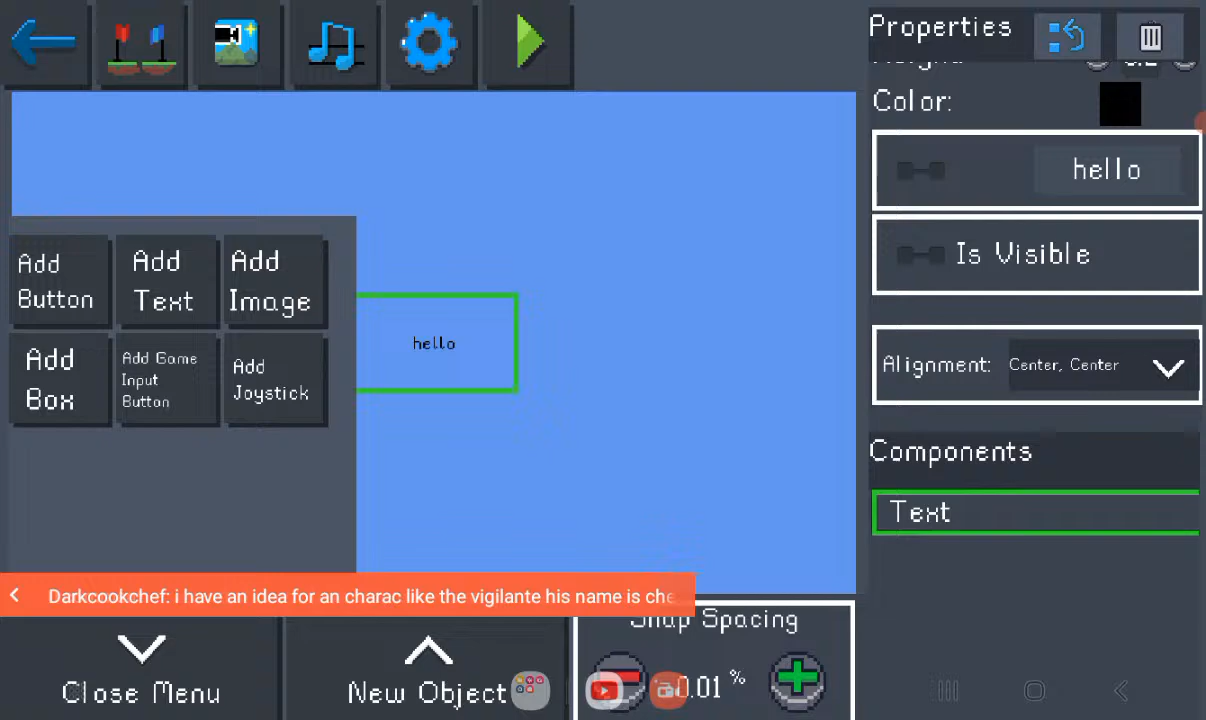 Properties
Color:
hello
Is Visible
Add Button
Add Text
Add Image
hello
Add Box
Add Game Input Button
Add Joystick
Alignment: Center, Center
Components
Text
Darkcookchef: i have an idea for an charac like the vigilante his name is che
Snap Spacing
0.01 %
Close Menu
New Object